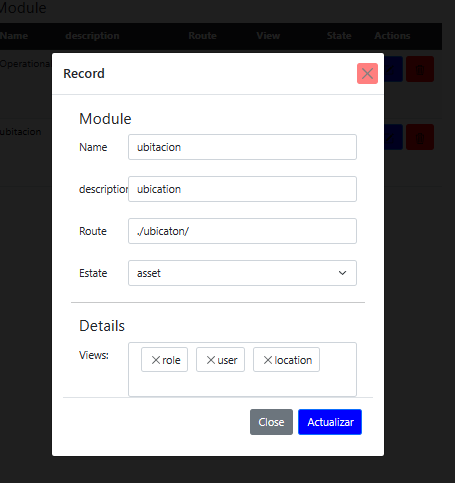 Module
Name description Route View State Actions
Operational
ubitacion
Record
Module
Name ubitacion
description ubication
Route ./ubicaton/
Estate asset
Details
Views: role user location
Close Actualizar